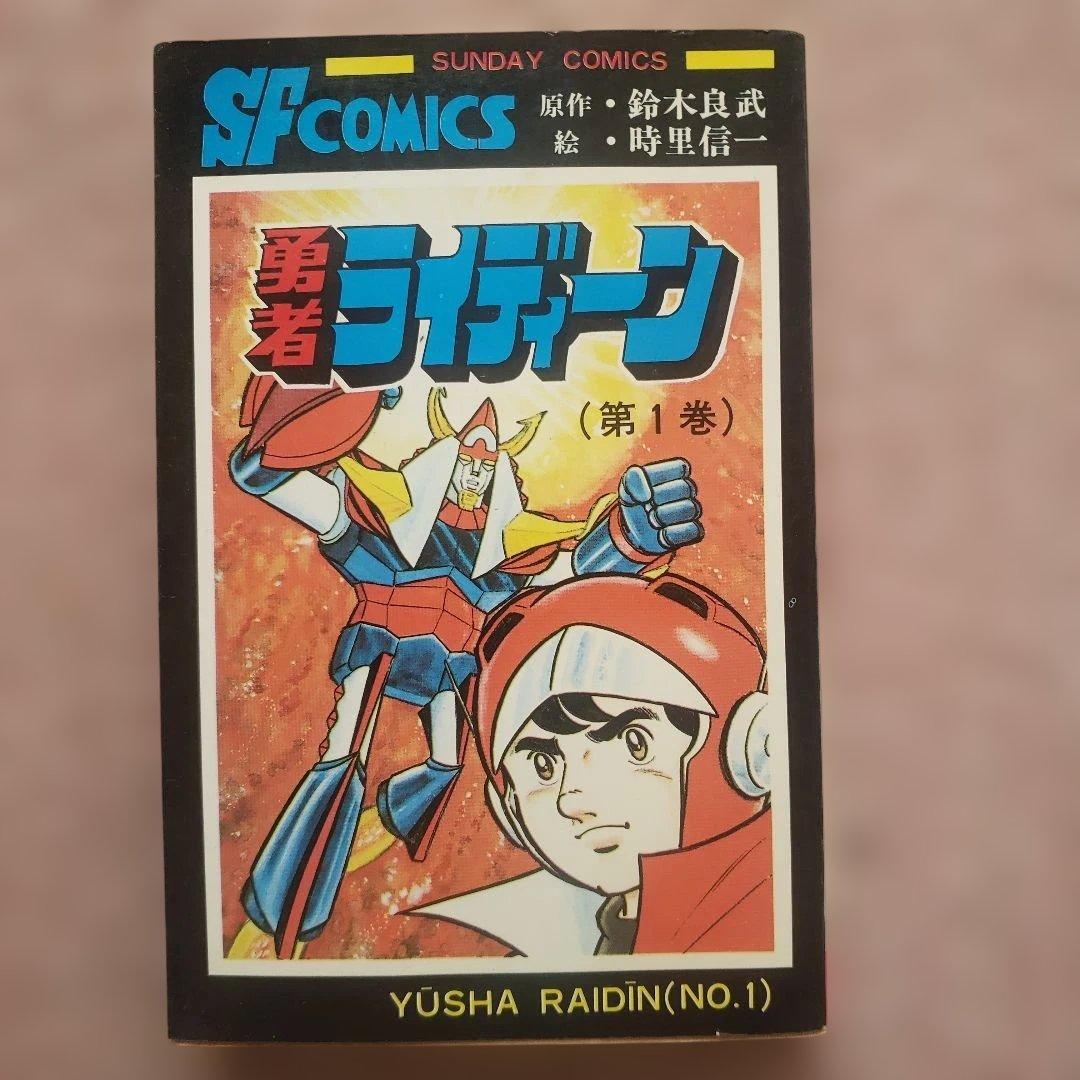 SUNDAY COMICS
SF COMICS
原作・鈴木良武
絵・時里信一
勇者ライディーン
(第1巻)
YŪSHA RAIDĪN(NO.1)